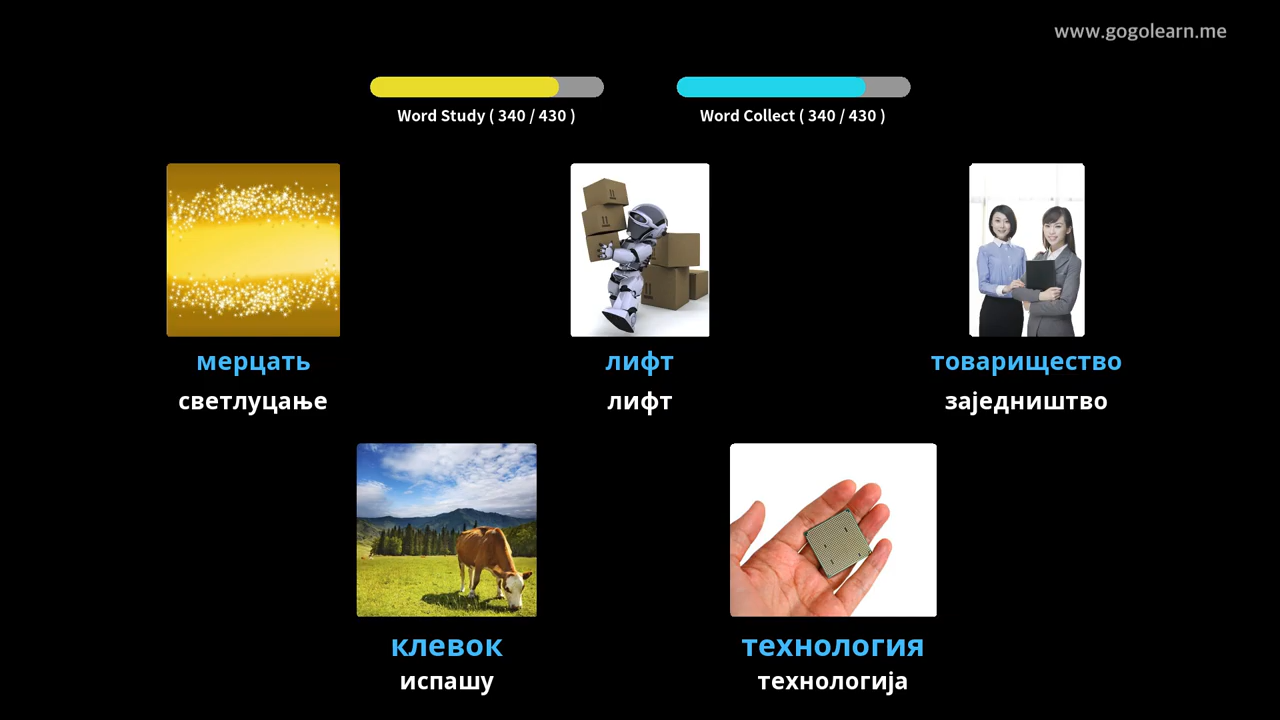 www.gogolearn.me
Word Study ( 340 / 430 )
Word Collect ( 340 / 430 )
мерцать
светлуцање
лифт
лифт
товарищество
заједништво
клевок
испашу
технология
технологија